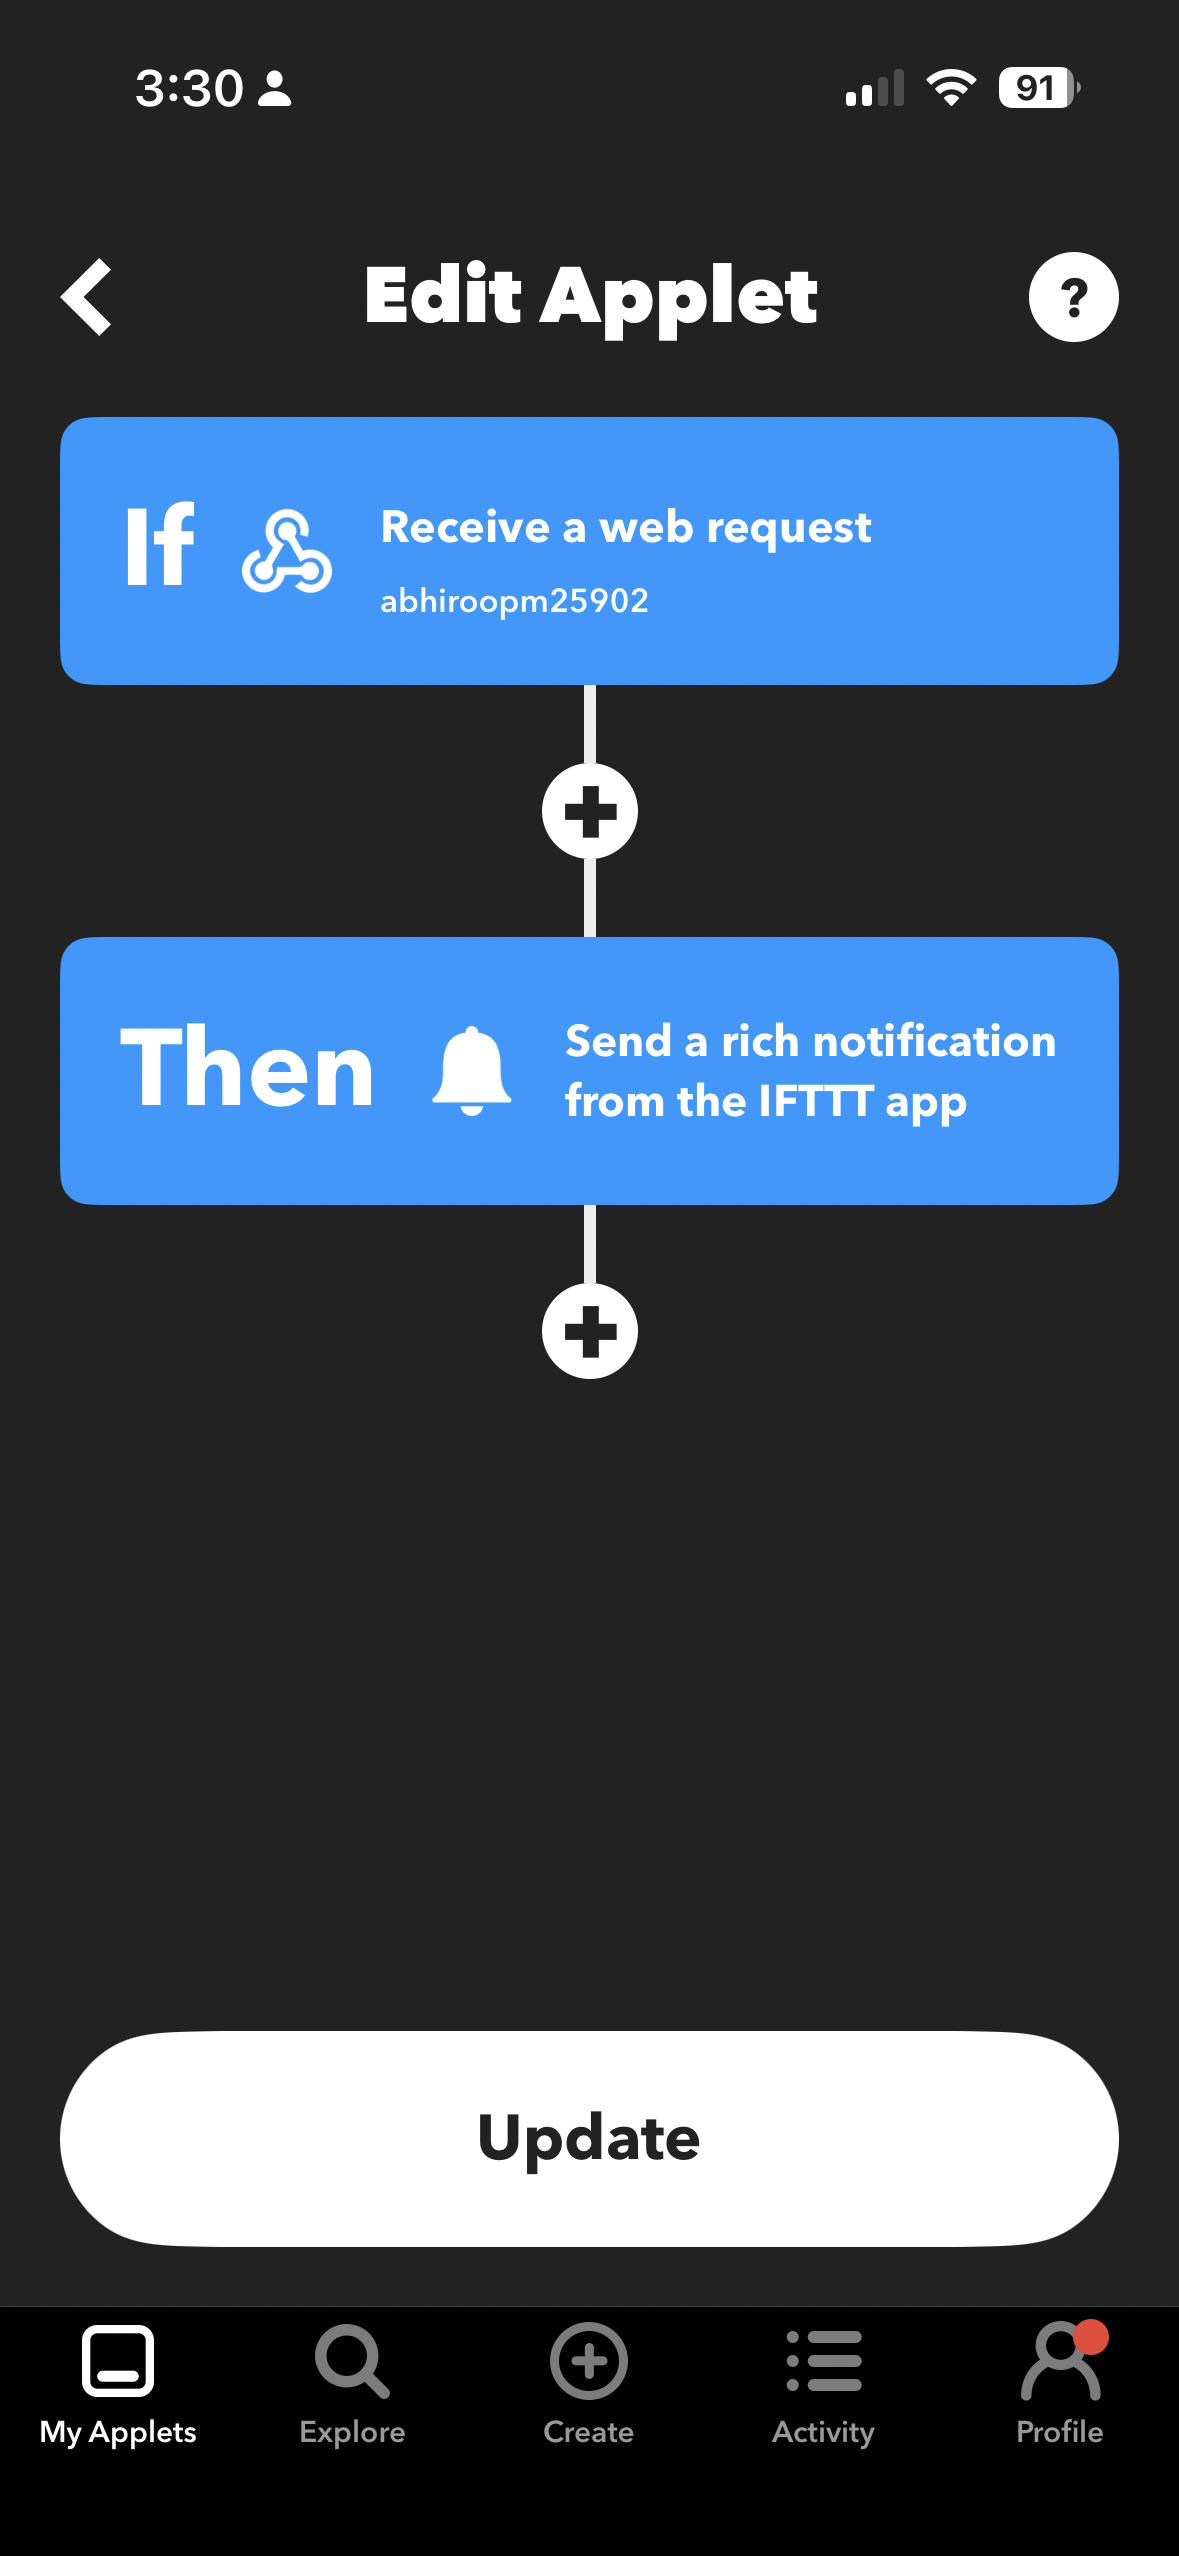 3:30
91
Edit Applet
?
If
Receive a web request
abhiroopm25902
Then
Send a rich notification
from the IFTTT app
Update
My Applets
Explore
Create
Activity
Profile